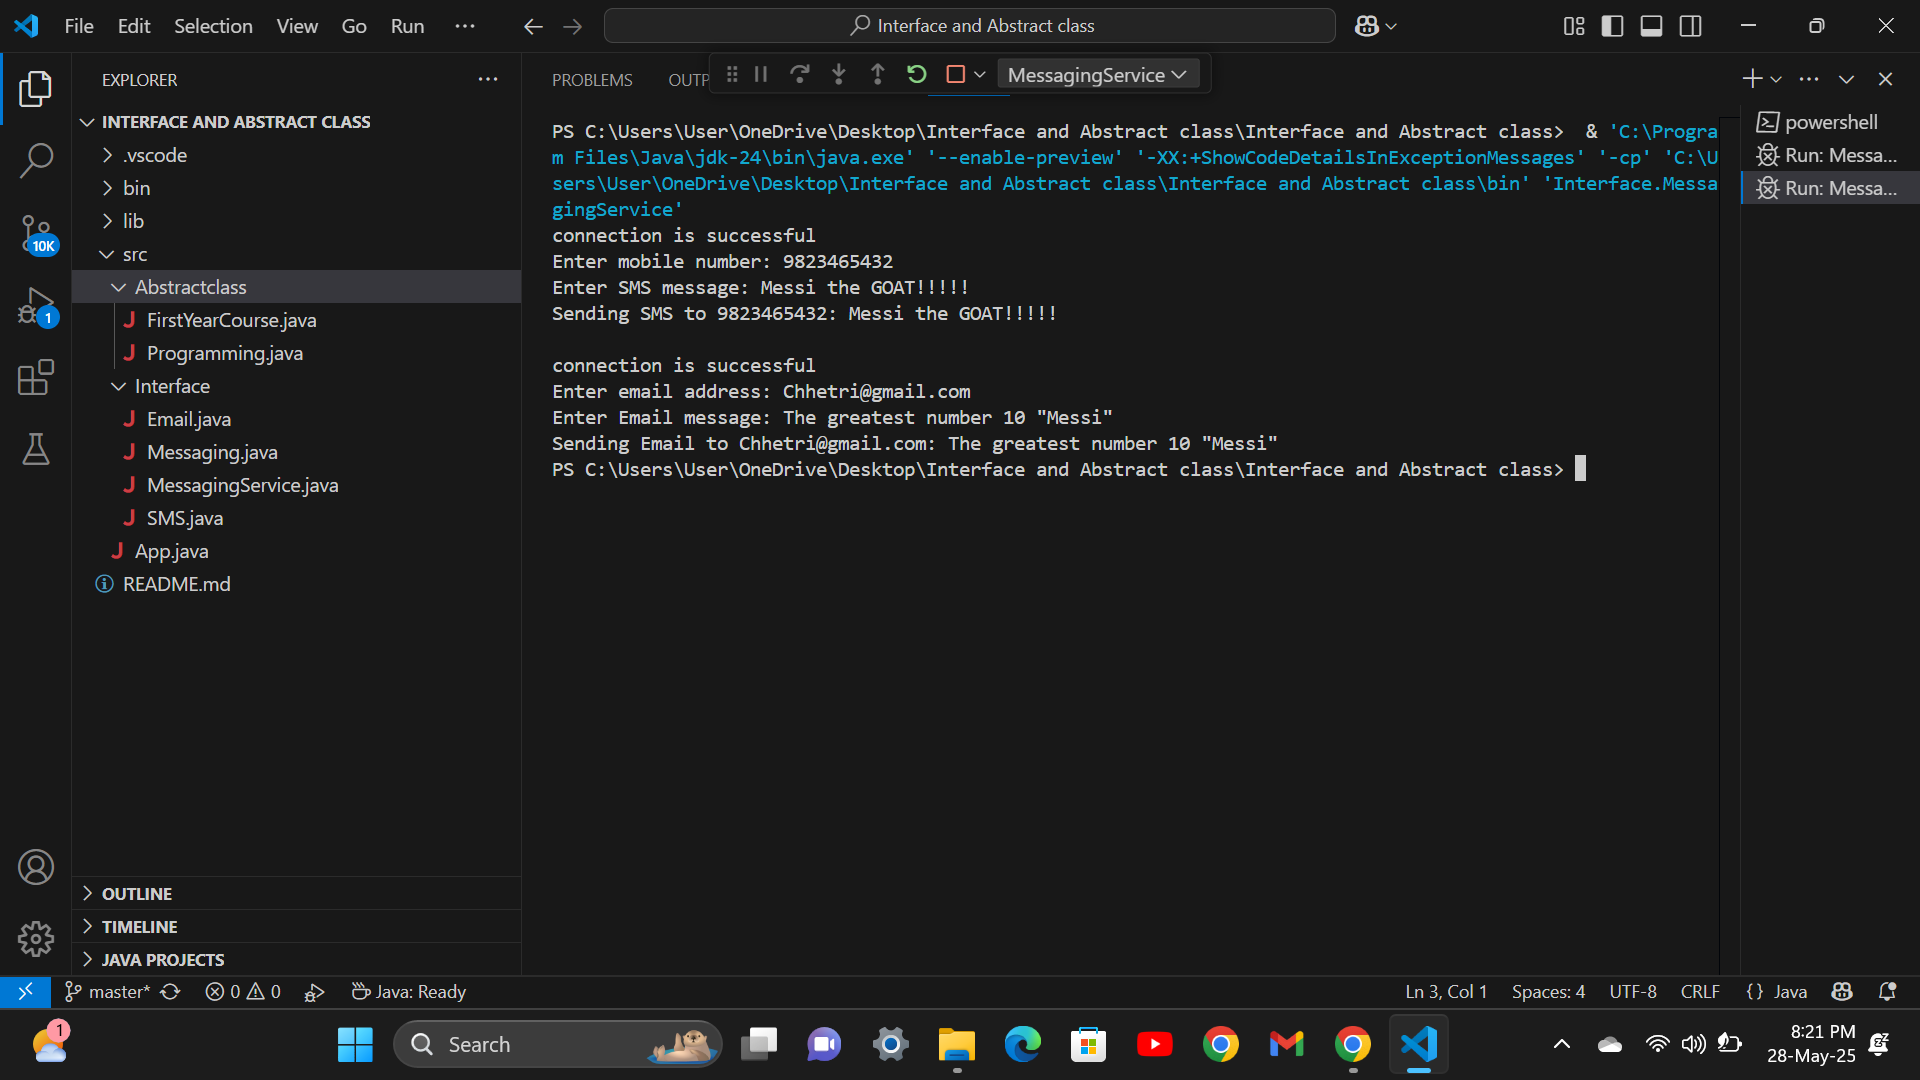 File Edit Selection View Go Run ···
Interface and Abstract class
EXPLORER
PROBLEMS OUTP
MessagingService
INTERFACE AND ABSTRACT CLASS
.vscode
bin
lib
src
Abstractclass
J FirstYearCourse.java
J Programming.java
Interface
J Email.java
J Messaging.java
J MessagingService.java
J SMS.java
J App.java
README.md
10K
1
OUTLINE
TIMELINE
JAVA PROJECTS
PS C:\Users\User\OneDrive\Desktop\Interface and Abstract class\Interface and Abstract class> & 'C:\Progra
m Files\Java\jdk-24\bin\java.exe' '--enable-preview' '-XX:+ShowCodeDetailsInExceptionMessages' '-cp' 'C:\U
sers\User\OneDrive\Desktop\Interface and Abstract class\Interface and Abstract class\bin' 'Interface.Messa
gingService'
connection is successful
Enter mobile number: 9823465432
Enter SMS message: Messi the GOAT!!!!!
Sending SMS to 9823465432: Messi the GOAT!!!!!
connection is successful
Enter email address: Chhetri@gmail.com
Enter Email message: The greatest number 10 "Messi"
Sending Email to Chhetri@gmail.com: The greatest number 10 "Messi"
PS C:\Users\User\OneDrive\Desktop\Interface and Abstract class\Interface and Abstract class>
powershell
Run: Messa...
Run: Messa...
master* 0 0 Java: Ready
Ln 3, Col 1 Spaces: 4 UTF-8 CRLF {} Java
1
Search
8:21 PM
28-May-25